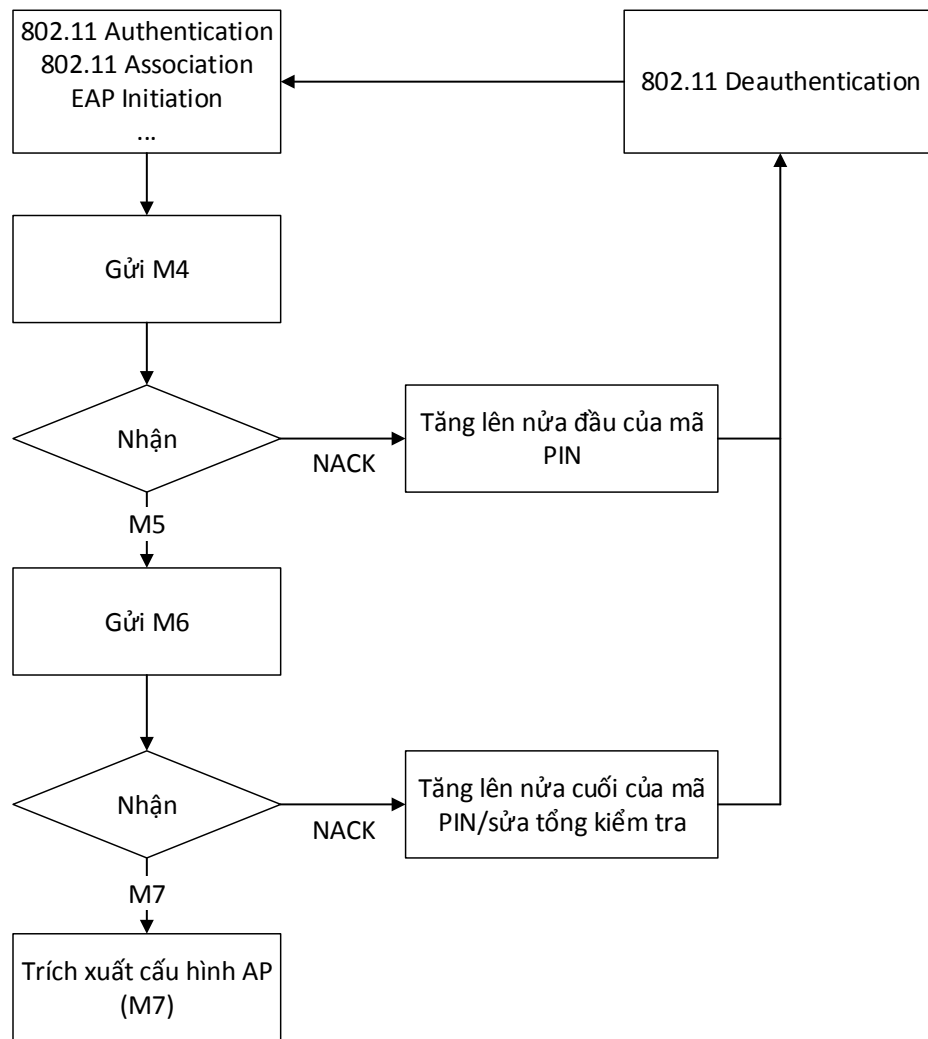 802.11 Authentication
802.11 Association
EAP Initiation
...
802.11 Deauthentication
Gửi M4
Nhận
NACK
Tăng lên nửa đầu của mã
PIN
M5
Gửi M6
Nhận
NACK
Tăng lên nửa cuối của mã
PIN/sửa tổng kiểm tra
M7
Trích xuất cấu hình AP
(M7)